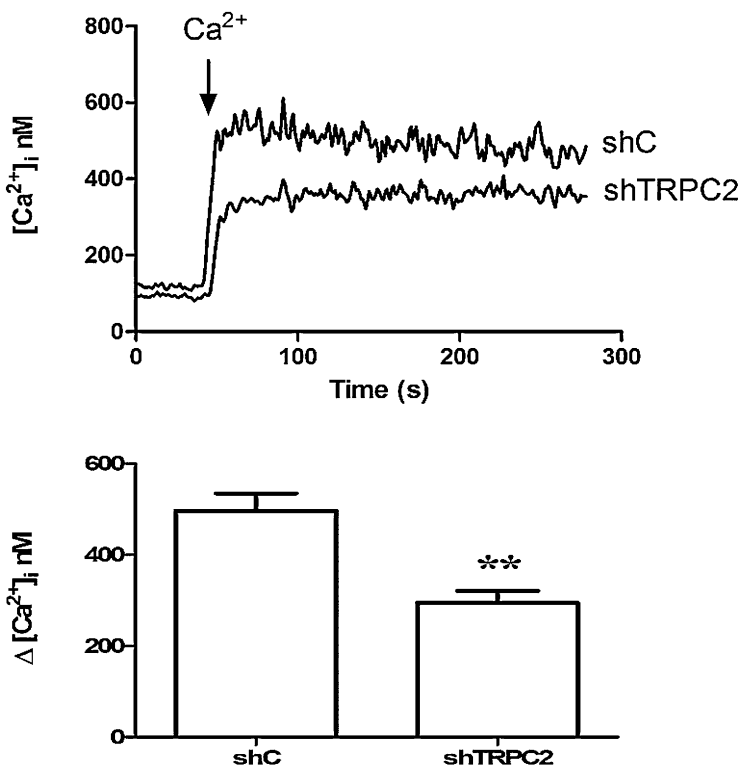 800
Ca²⁺
600
shC
400
shTRPC2
200
0
[Ca²⁺]ᵢ nM
0 100 200 300
Time (s)
600
400
**
200
0
Δ [Ca²⁺]ᵢ nM
shC shTRPC2